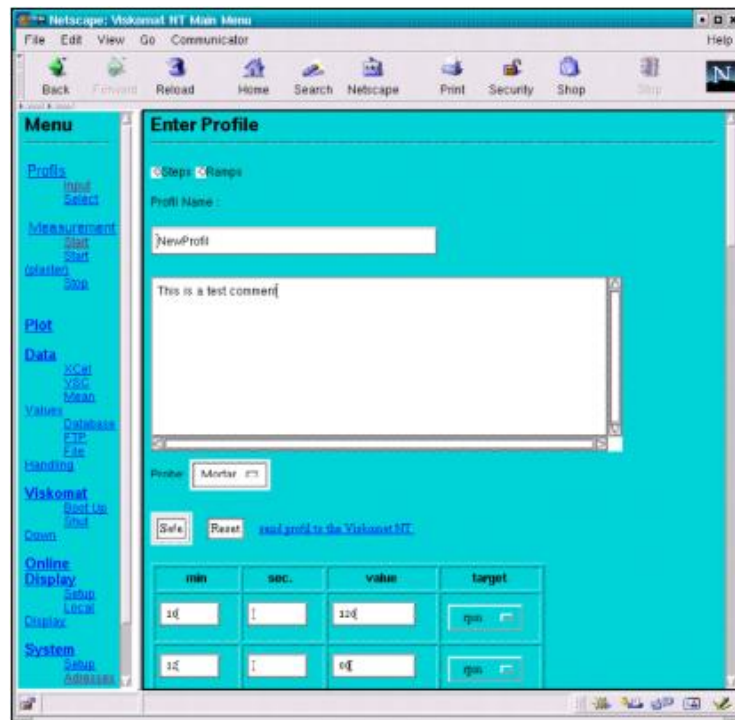 Netscape: Viskomat NT Main Menu
File Edit View Go Communicator Help
Back Forward Reload Home Search Netscape Print Security Shop Stop
N
Menu
Profils
Input
Select
Measurement
Start
Start
(plaster)
Stop
Plot
Data
XCel
VSC
Mean
Values
Database
FTP
File
Handling
Viskomat
Boot Up
Shut
Down
Online
Display
Setup
Local
Display
System
Setup
Adresses
Enter Profile
Steps Ramps
Profil Name :
NewProfil
This is a test comment
Probe: Mortar
Safe Reset send profil to the Viskomat NT
min sec. value target
10 120 rpm
12 rpm